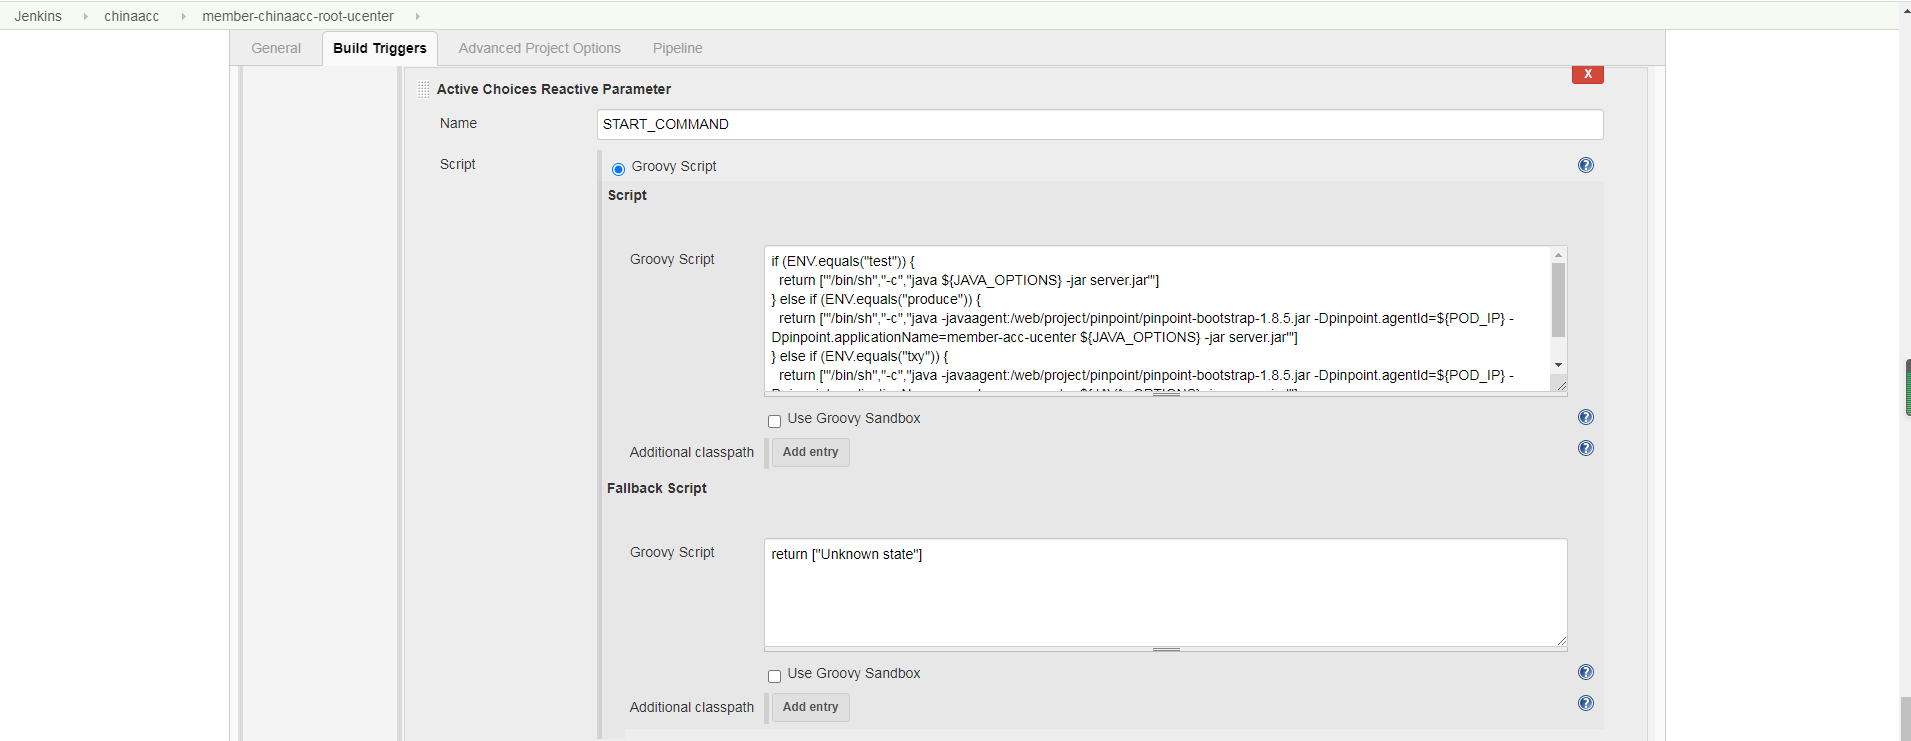 Jenkins chinaacc member-chinaacc-root-ucenter
General Build Triggers Advanced Project Options Pipeline
X
Active Choices Reactive Parameter
Name START_COMMAND
Script Groovy Script
Script
Groovy Script
if (ENV.equals("test")) {
return ['"/bin/sh","-c","java ${JAVA_OPTIONS} -jar server.jar"']
} else if (ENV.equals("produce")) {
return ['"/bin/sh","-c","java -javaagent:/web/project/pinpoint/pinpoint-bootstrap-1.8.5.jar -Dpinpoint.agentId=${POD_IP} -
Dpinpoint.applicationName=member-acc-ucenter ${JAVA_OPTIONS} -jar server.jar"']
} else if (ENV.equals("txy")) {
return ['"/bin/sh","-c","java -javaagent:/web/project/pinpoint/pinpoint-bootstrap-1.8.5.jar -Dpinpoint.agentId=${POD_IP} -
Use Groovy Sandbox
Additional classpath Add entry
Fallback Script
Groovy Script return ["Unknown state"]
Use Groovy Sandbox
Additional classpath Add entry